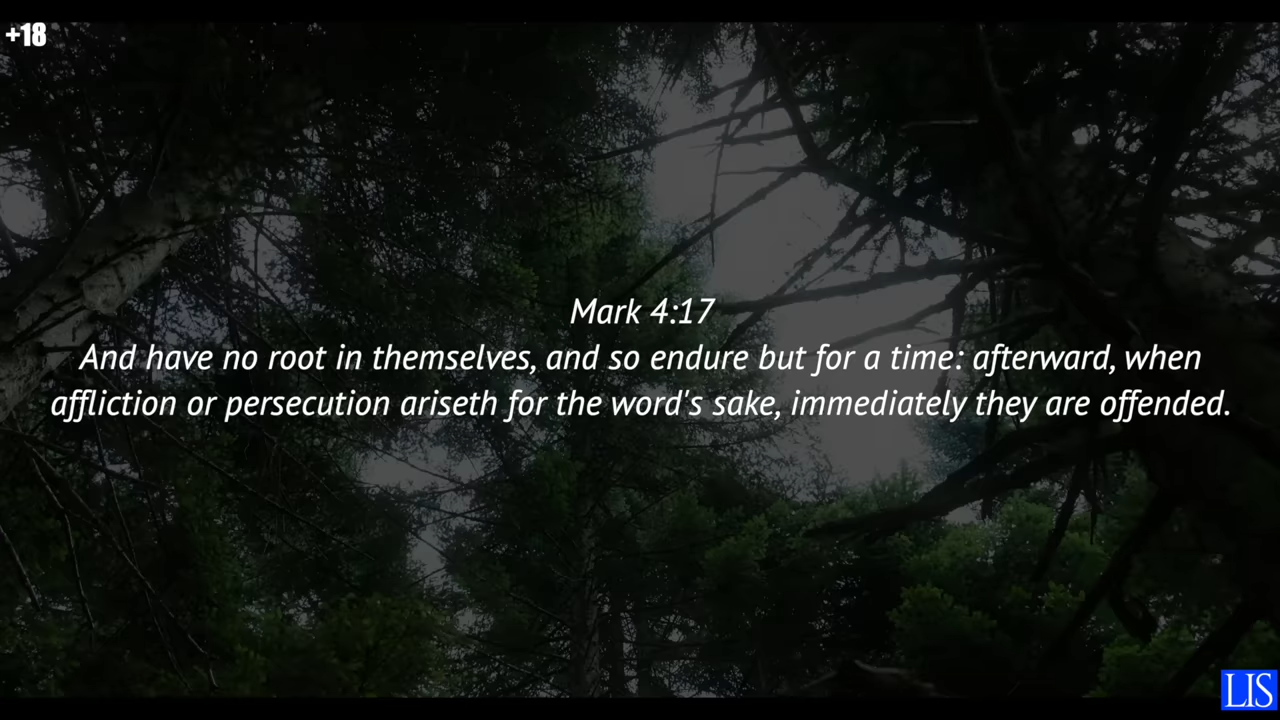 +18
Mark 4:17
And have no root in themselves, and so endure but for a time: afterward, when
affliction or persecution ariseth for the word's sake, immediately they are offended.
LIS